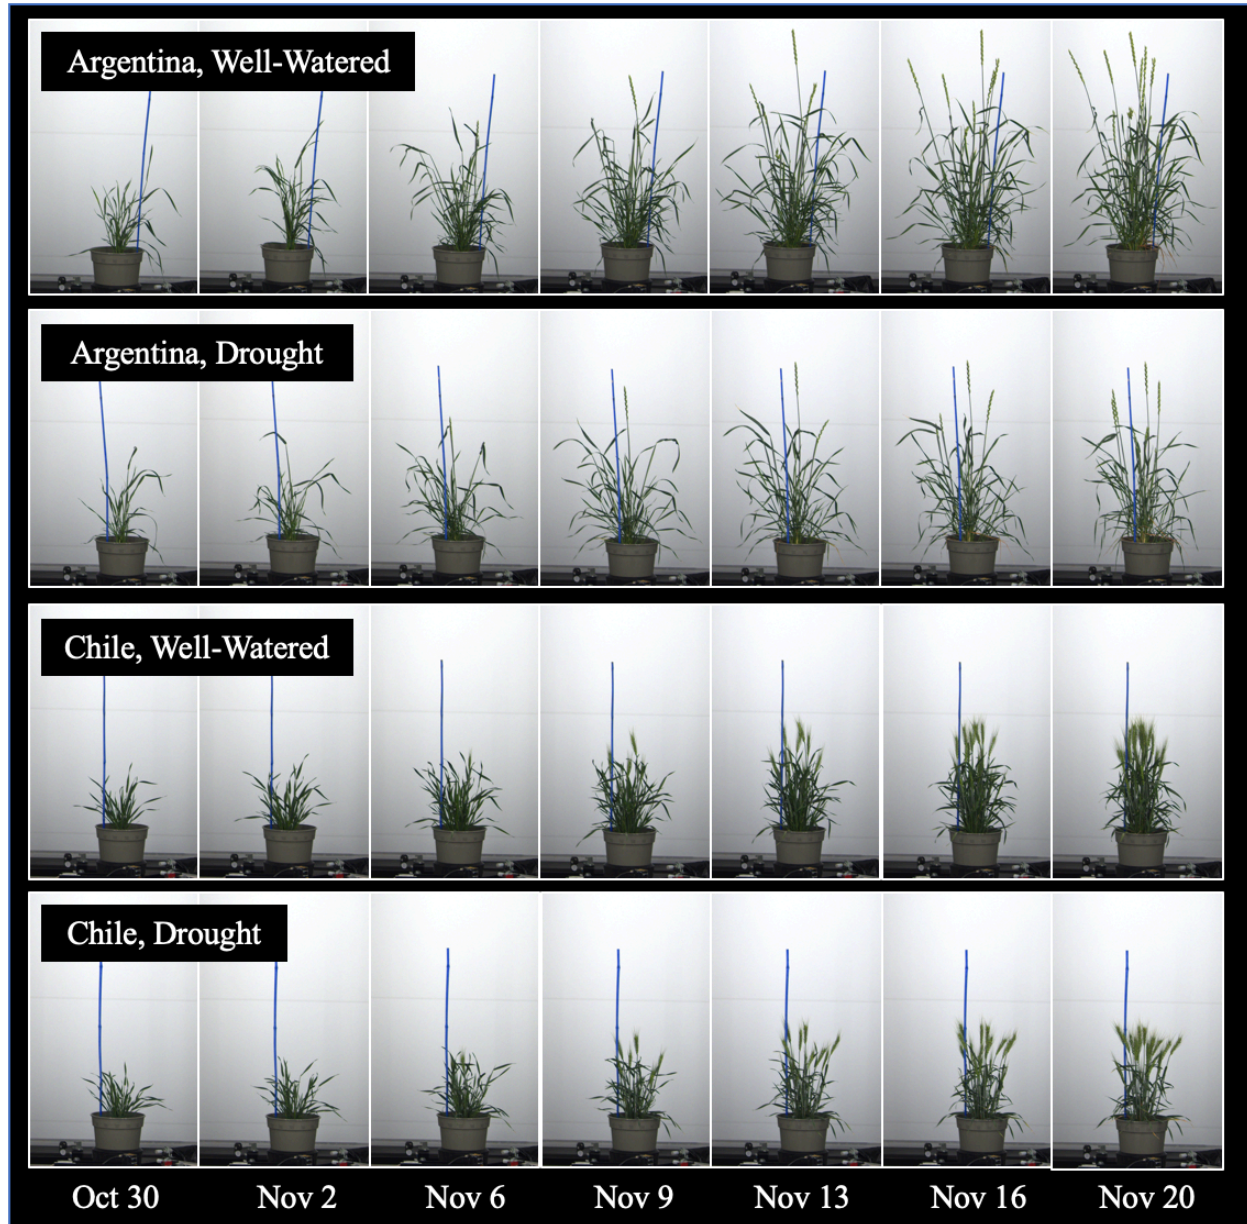 Argentina, Well-Watered
Argentina, Drought
Chile, Well-Watered
Chile, Drought
Oct 30 Nov 2 Nov 6 Nov 9 Nov 13 Nov 16 Nov 20